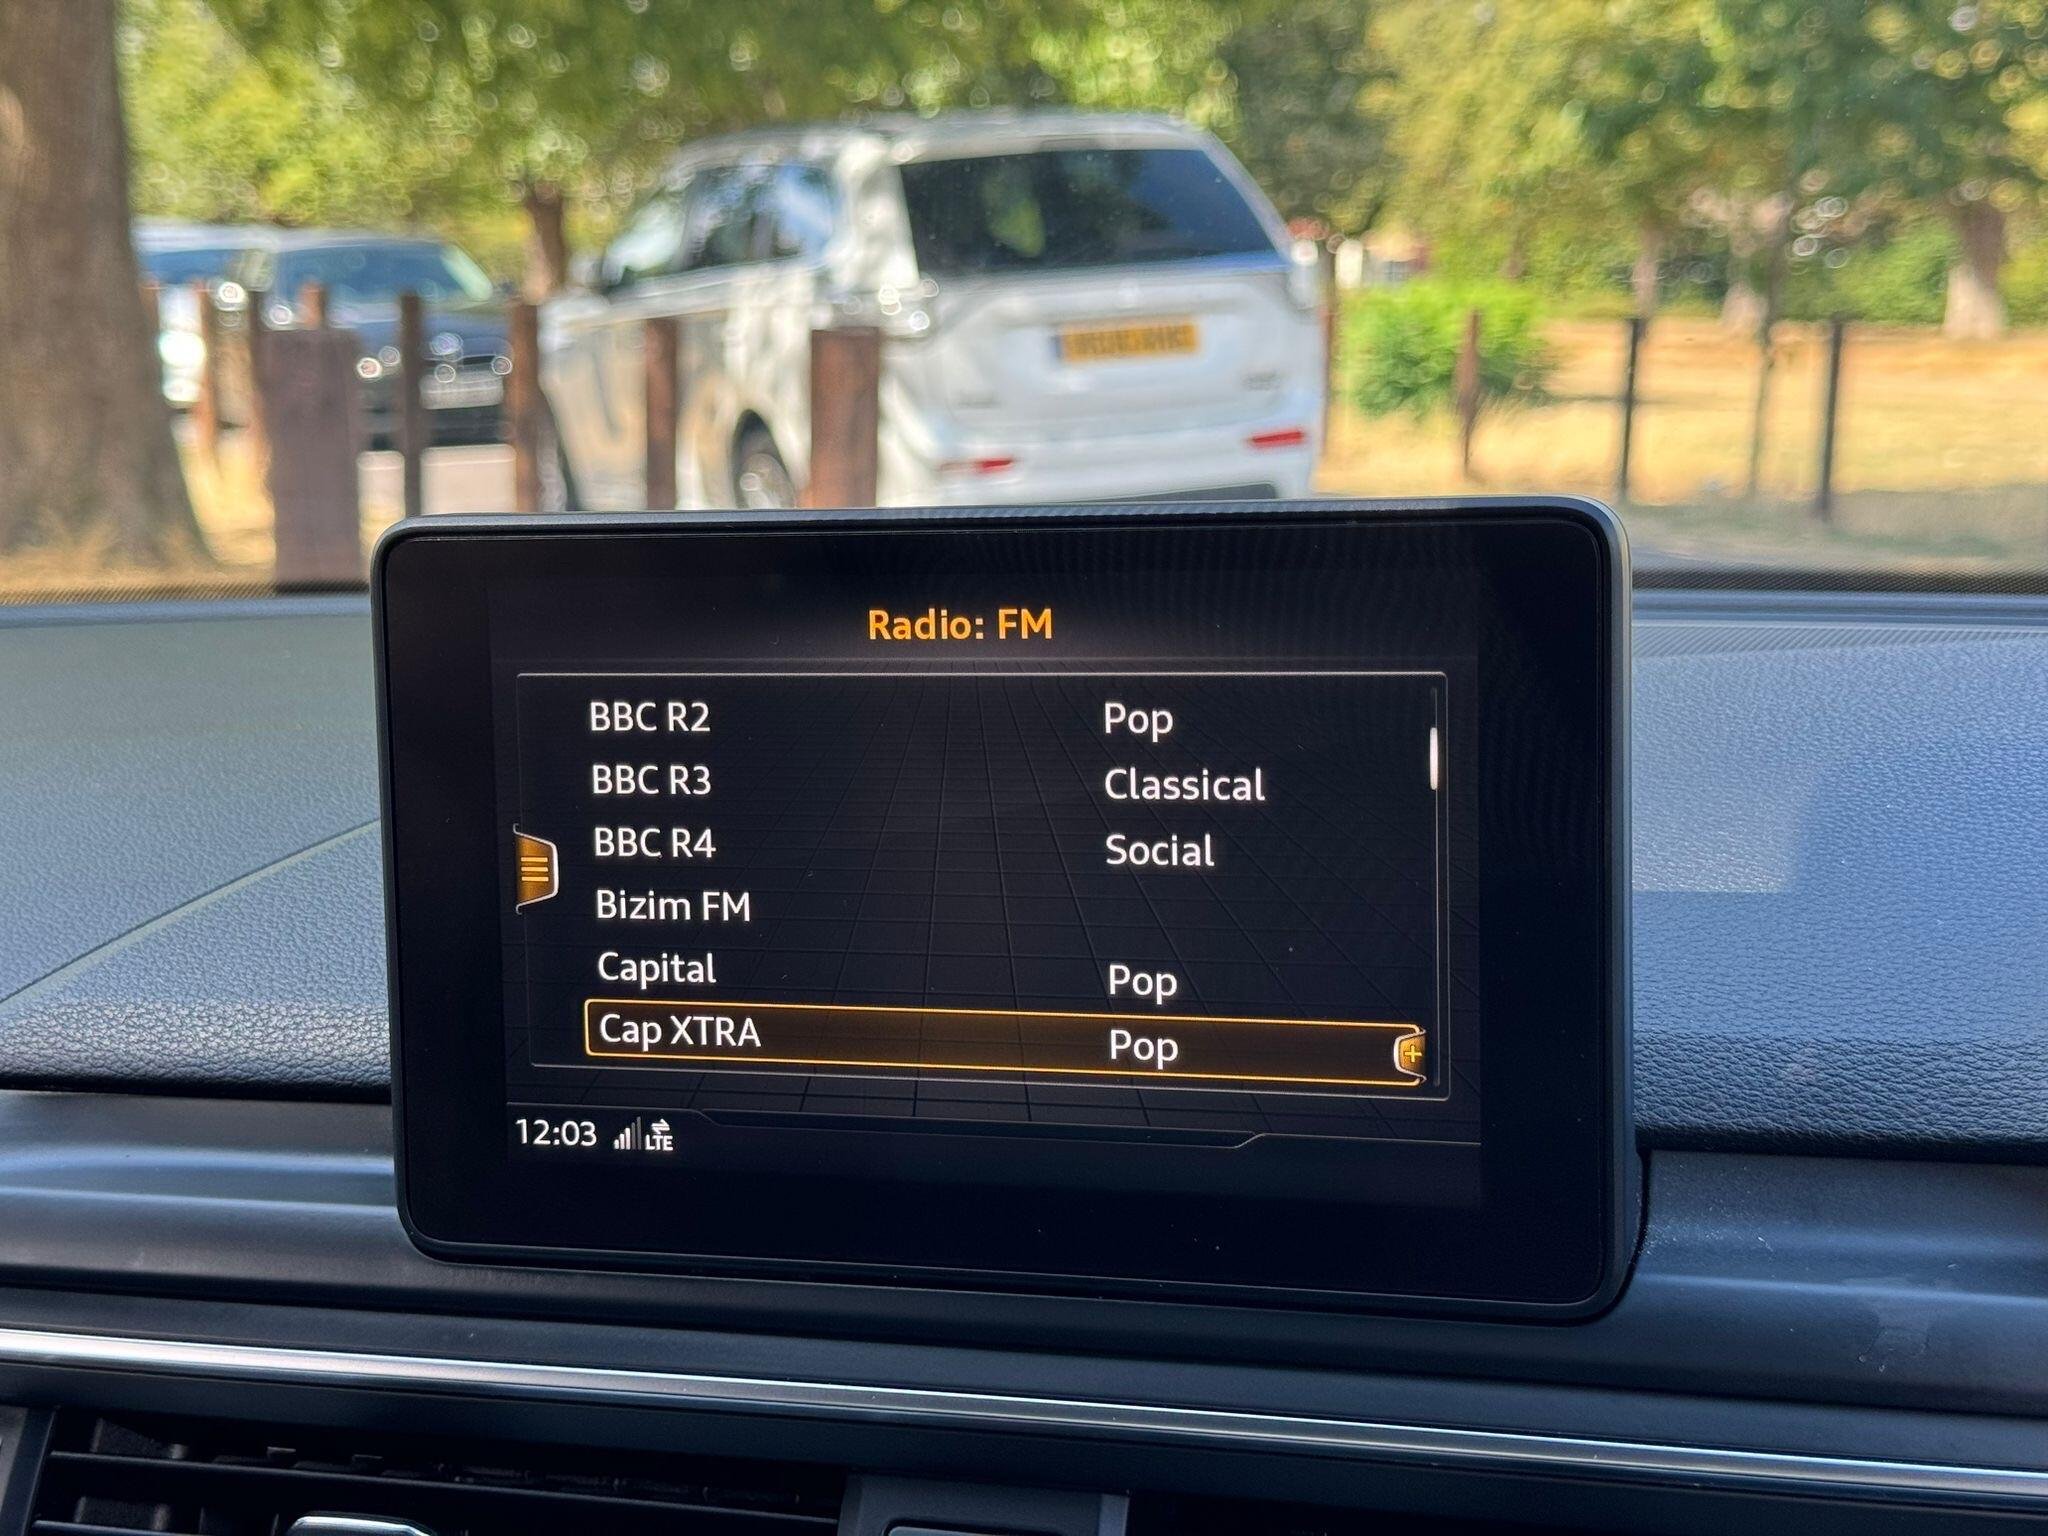 Radio: FM
BBC R2 Pop
BBC R3 Classical
BBC R4 Social
Bizim FM
Capital Pop
Cap XTRA Pop
12:03 LTE